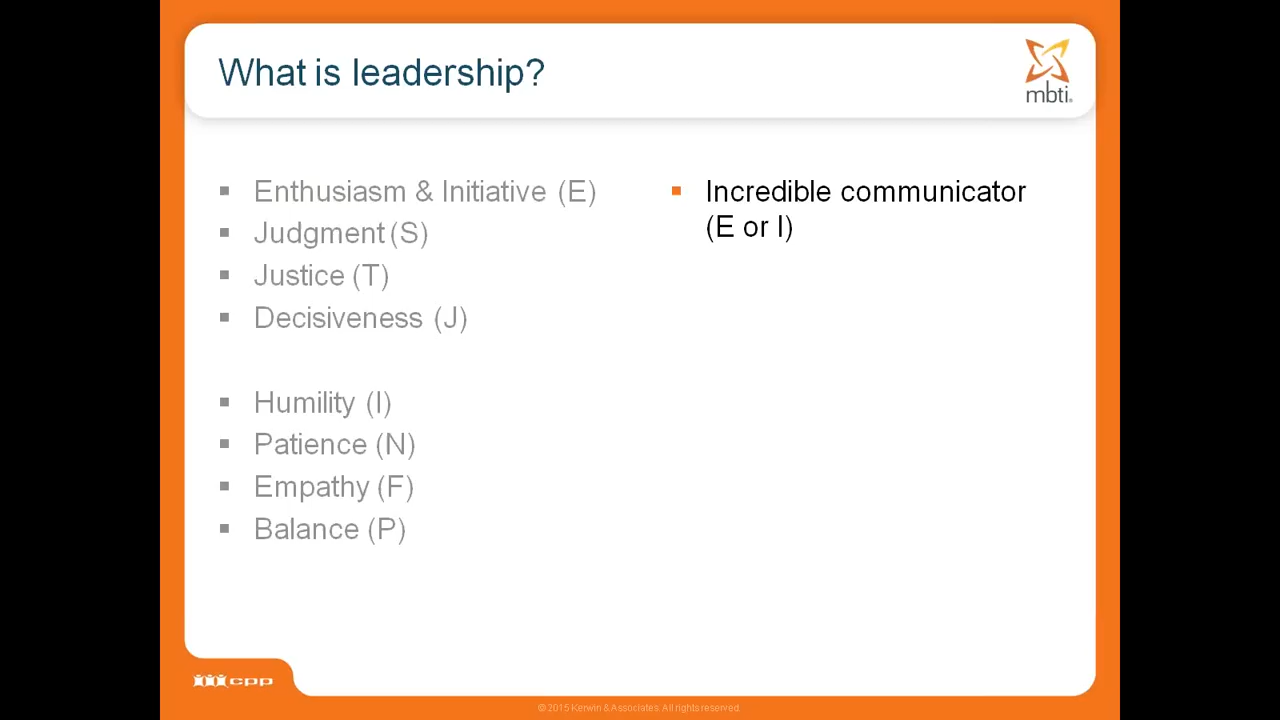 What is leadership?
mbti®
Enthusiasm & Initiative (E)
Judgment (S)
Justice (T)
Decisiveness (J)
Humility (I)
Patience (N)
Empathy (F)
Balance (P)
Incredible communicator
(E or I)
cpp
© 2015 Kerwin & Associates. All rights reserved